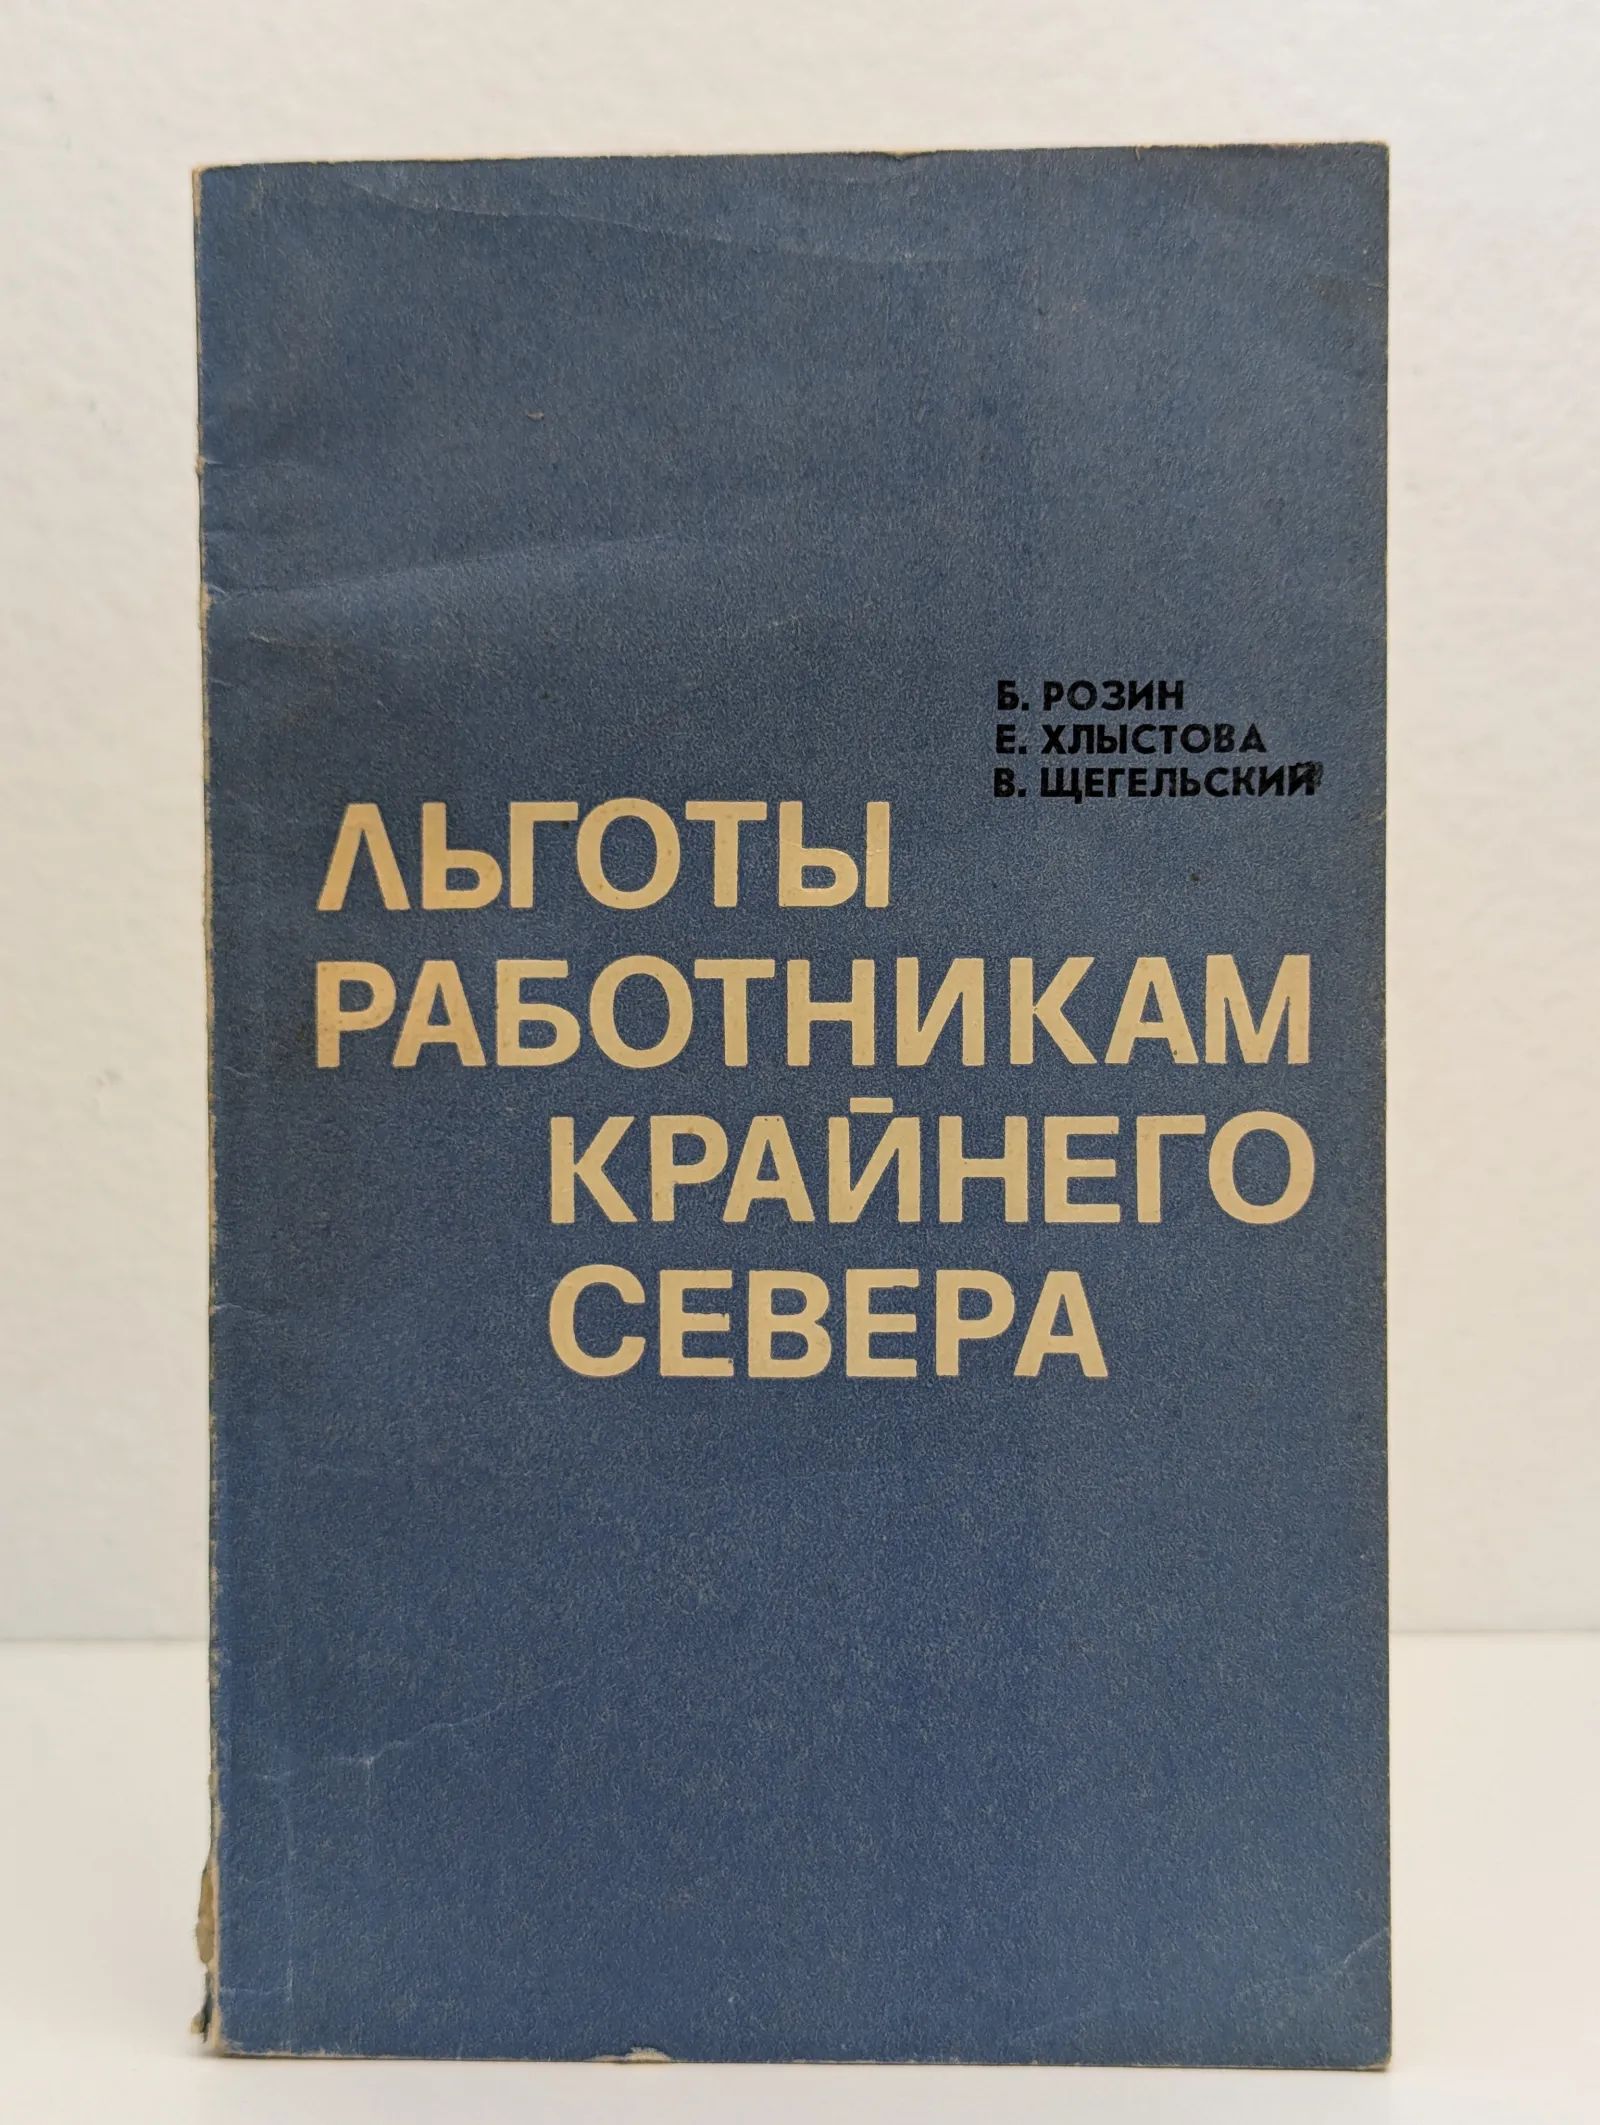 Б. РОЗИН
Е. ХЛЫСТОВА
В. ЩЕГЕЛЬСКИЙ
ЛЬГОТЫ
РАБОТНИКАМ
КРАЙНЕГО
СЕВЕРА